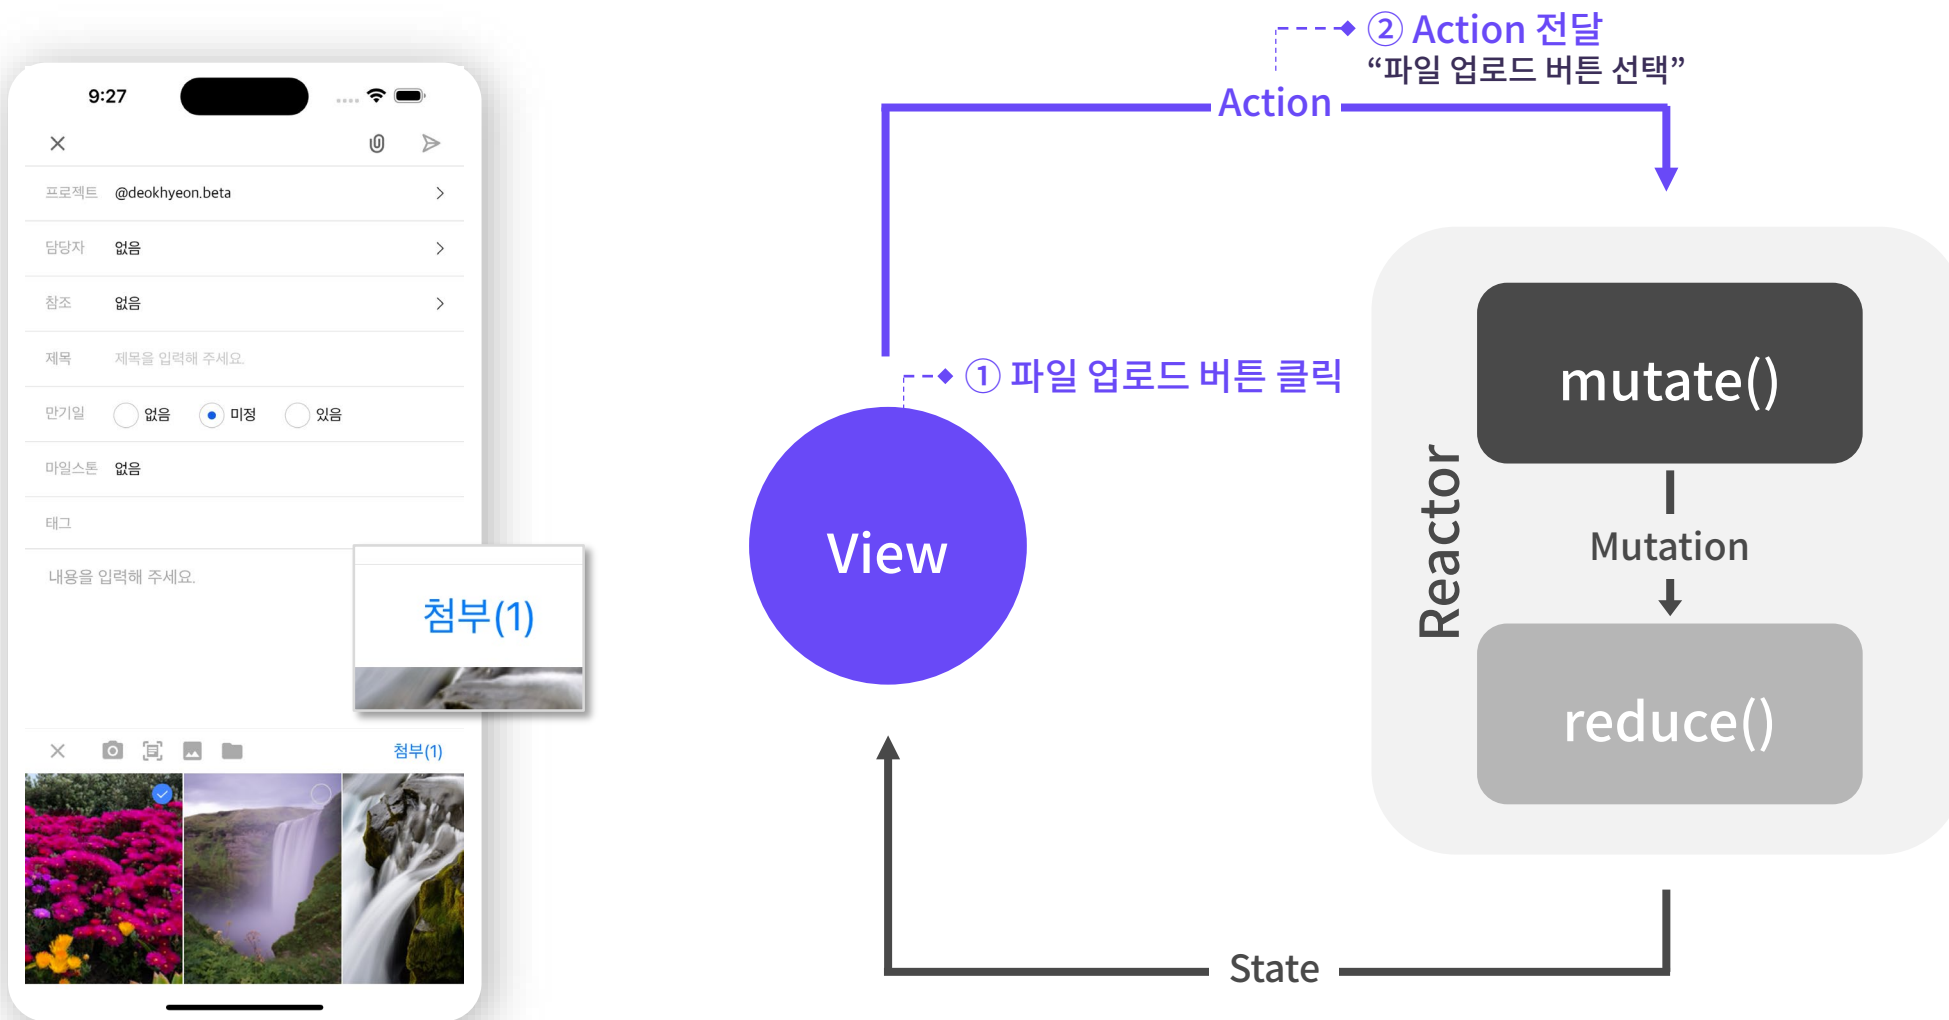 9:27
프로젝트 @deokhyeon.beta
담당자 없음
참조 없음
제목 제목을 입력해 주세요.
만기일 없음 미정 있음
마일스톤 없음
태그
내용을 입력해 주세요.
첨부(1)
첨부(1)
② Action 전달
“파일 업로드 버튼 선택”
Action
① 파일 업로드 버튼 클릭
View
Reactor
mutate()
Mutation
reduce()
State